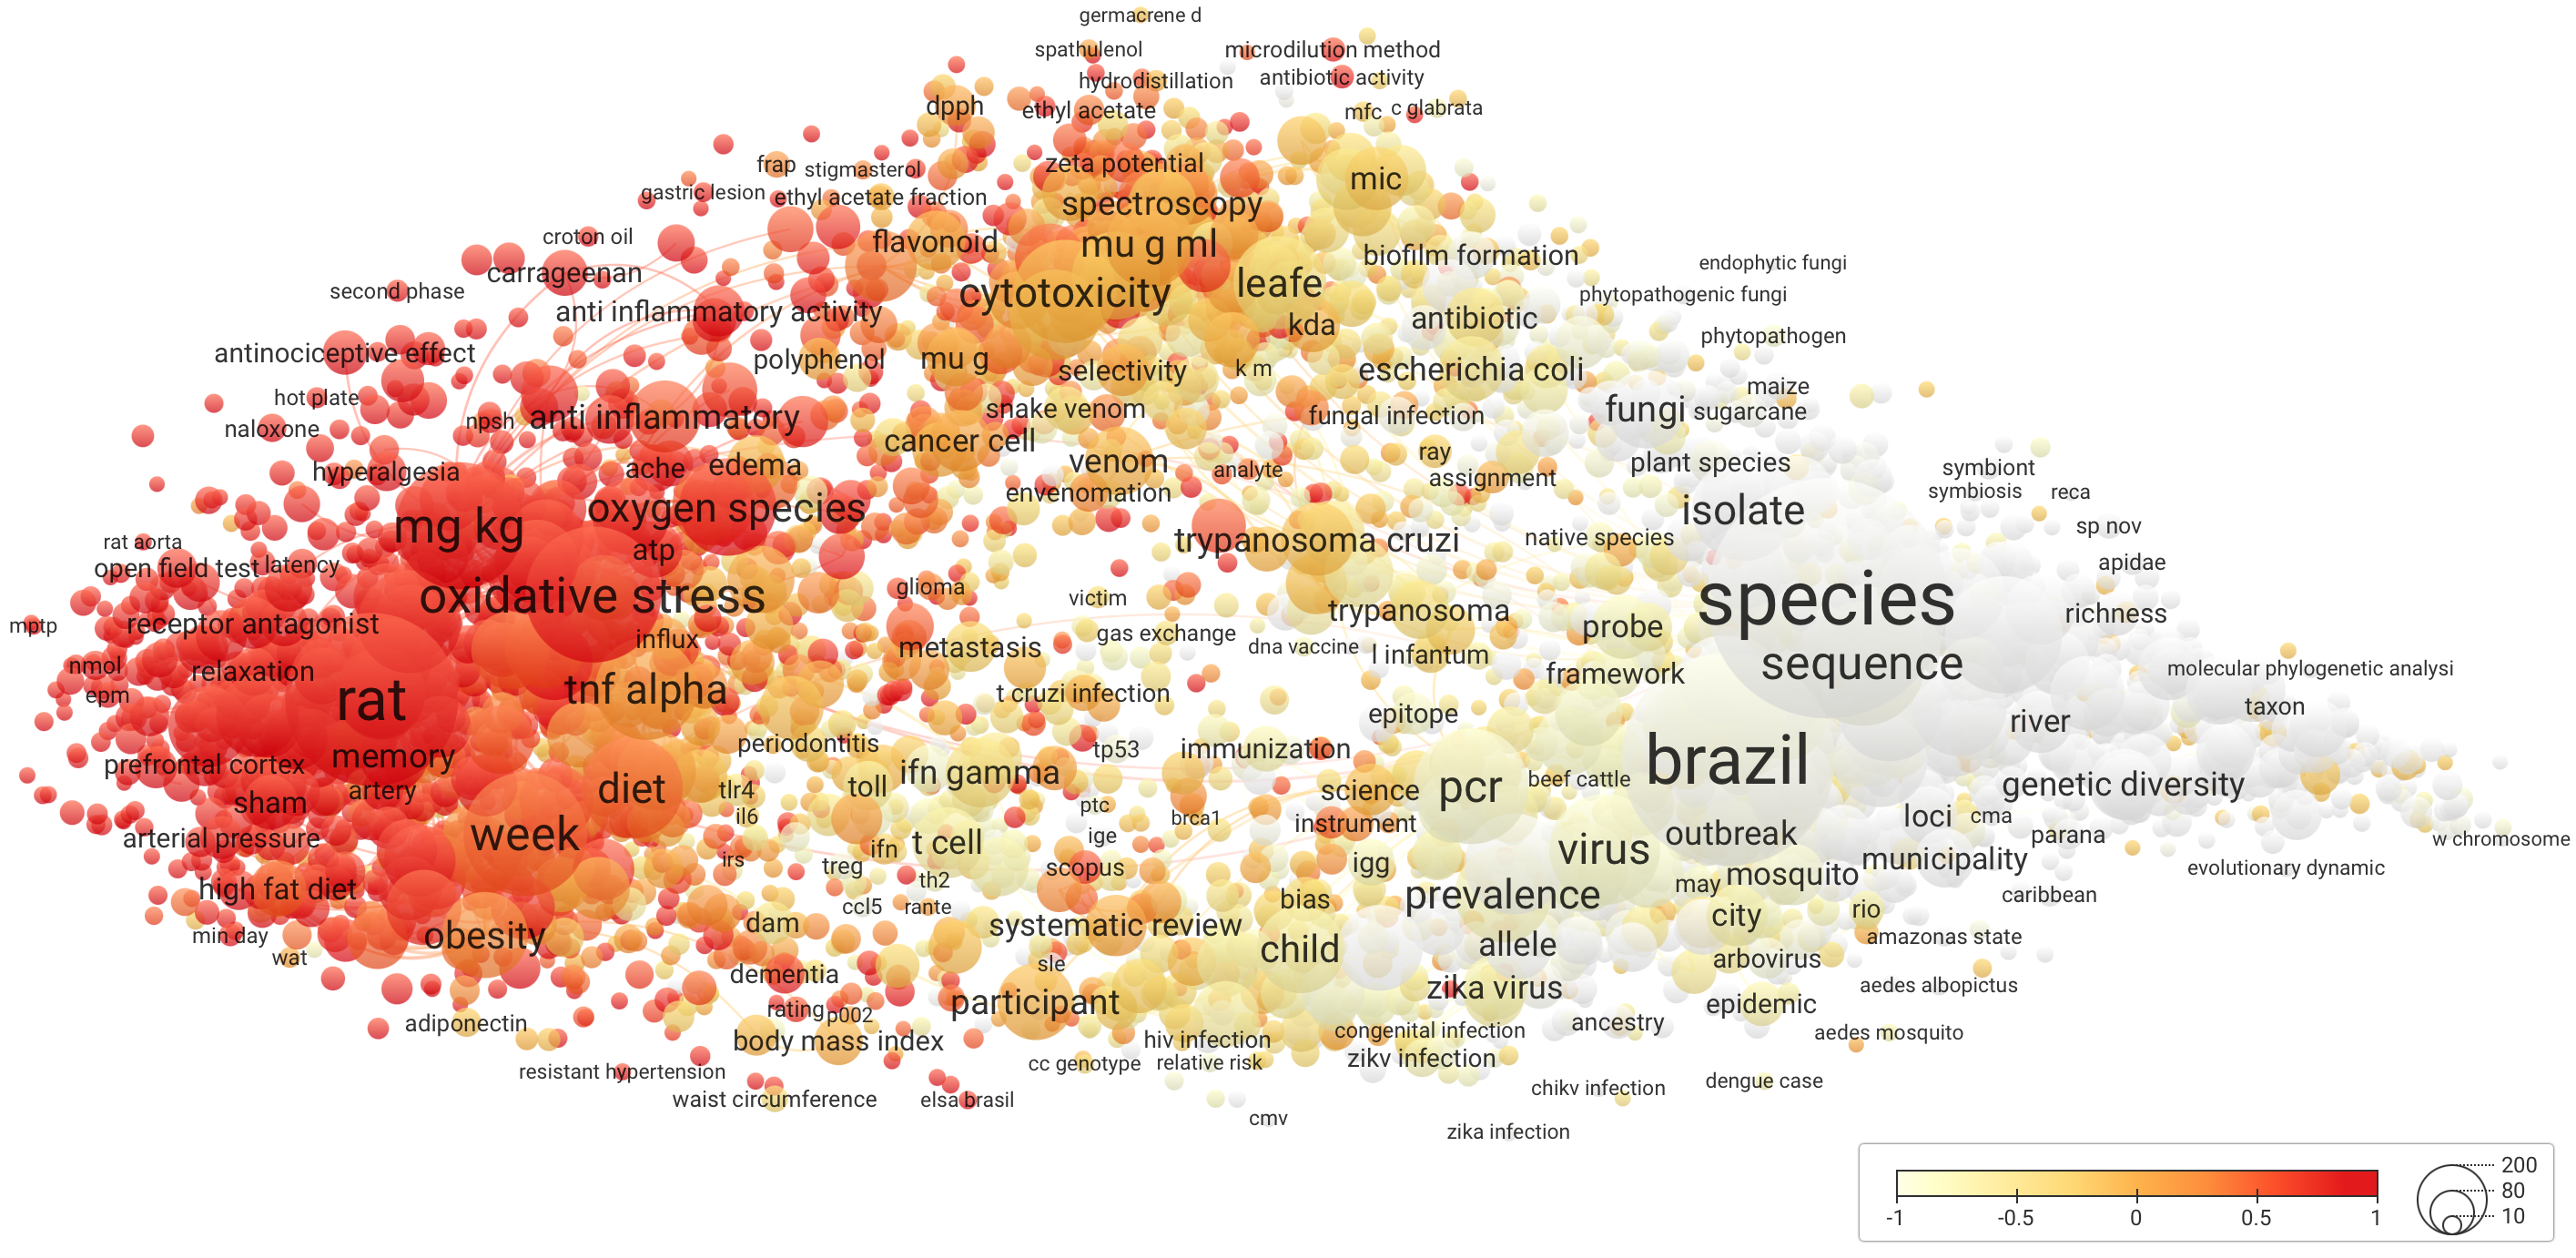 germacrene d
spathulenol
microdilution method
hydrodistillation
antibiotic activity
dpph
ethyl acetate
mfc
c glabrata
frap
stigmasterol
zeta potential
mic
gastric lesion
ethyl acetate fraction
spectroscopy
croton oil
flavonoid
mu g ml
biofilm formation
endophytic fungi
carrageenan
cytotoxicity
leafe
second phase
phytopathogenic fungi
anti inflammatory activity
kda
antibiotic
phytopathogen
antinociceptive effect
polyphenol
mu g
selectivity
k m
escherichia coli
maize
hot plate
snake venom
fungal infection
fungi
sugarcane
naloxone
npsh
anti inflammatory
cancer cell
ray
hyperalgesia
ache
edema
venom
analyte
assignment
plant species
symbiont
envenomation
symbiosis
reca
mg kg
oxygen species
isolate
sp nov
rat aorta
atp
trypanosoma cruzi
native species
open field test
latency
apidae
oxidative stress
glioma
victim
species
mptp
receptor antagonist
influx
metastasis
gas exchange
dna vaccine
trypanosoma
probe
richness
nmol
relaxation
l infantum
framework
sequence
molecular phylogenetic analysi
epm
rat
tnf alpha
t cruzi infection
epitope
river
taxon
memory
periodontitis
tp53
immunization
brazil
prefrontal cortex
artery
diet
tlr4
toll
ifn gamma
science
pcr
beef cattle
genetic diversity
sham
il6
ptc
brca1
instrument
loci
cma
arterial pressure
week
irs
treg
ifn
t cell
ige
igg
virus
outbreak
municipality
parana
w chromosome
high fat diet
th2
scopus
bias
prevalence
may
mosquito
evolutionary dynamic
ccl5
rante
caribbean
min day
obesity
dam
systematic review
child
allele
city
rio
amazonas state
wat
dementia
sle
arbovirus
adiponectin
rating
p002
participant
zika virus
epidemic
aedes albopictus
body mass index
hiv infection
congenital infection
ancestry
aedes mosquito
resistant hypertension
cc genotype
relative risk
zikv infection
waist circumference
elsa brasil
chikv infection
dengue case
cmv
zika infection
200
80
10
-1
-0.5
0
0.5
1